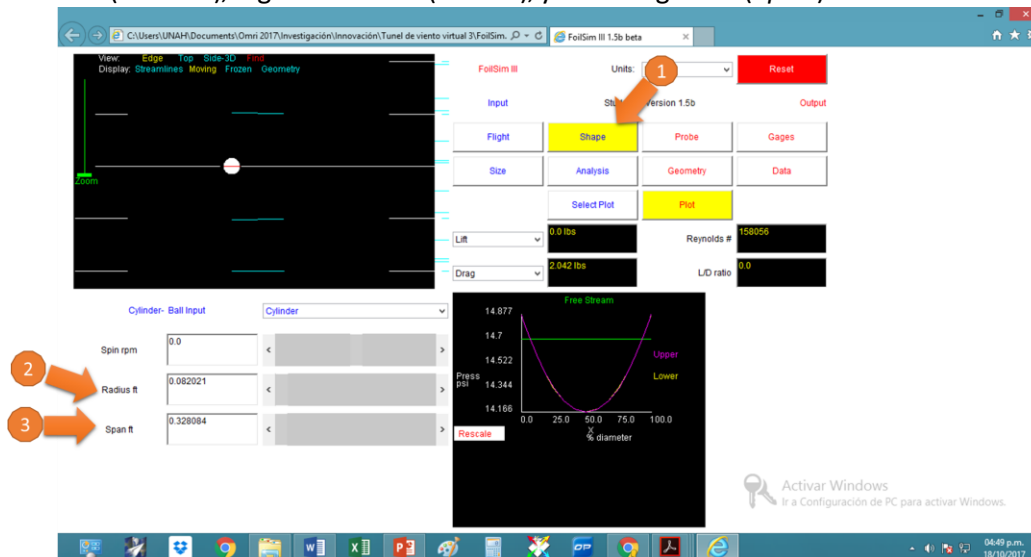 C:\Users\UNAH\Documents\Omri 2017\Investigación\Innovación\Tunel de viento virtual 3\FoilSim.
FoilSim III 1.5b beta
View: Edge Top Side-3D Find
Display: Streamlines Moving Frozen Geometry
Zoom
FoilSim III Units: Reset
Input Version 1.5b Output
Flight Shape Probe Gages
Size Analysis Geometry Data
Select Plot Plot
Lift 0.0 lbs Reynolds # 158056
Drag 2.042 lbs L/D ratio 0.0
1
Cylinder- Ball Input Cylinder
Spin rpm 0.0
2
Radius ft 0.082021
3
Span ft 0.328084
Free Stream
14.877
14.7
14.522
Press
psi
14.344
14.166
Upper
Lower
0.0 25.0 50.0 75.0 100.0
X
% diameter
Rescale
Activar Windows
Ir a Configuración de PC para activar Windows.
04:49 p.m.
18/10/2017